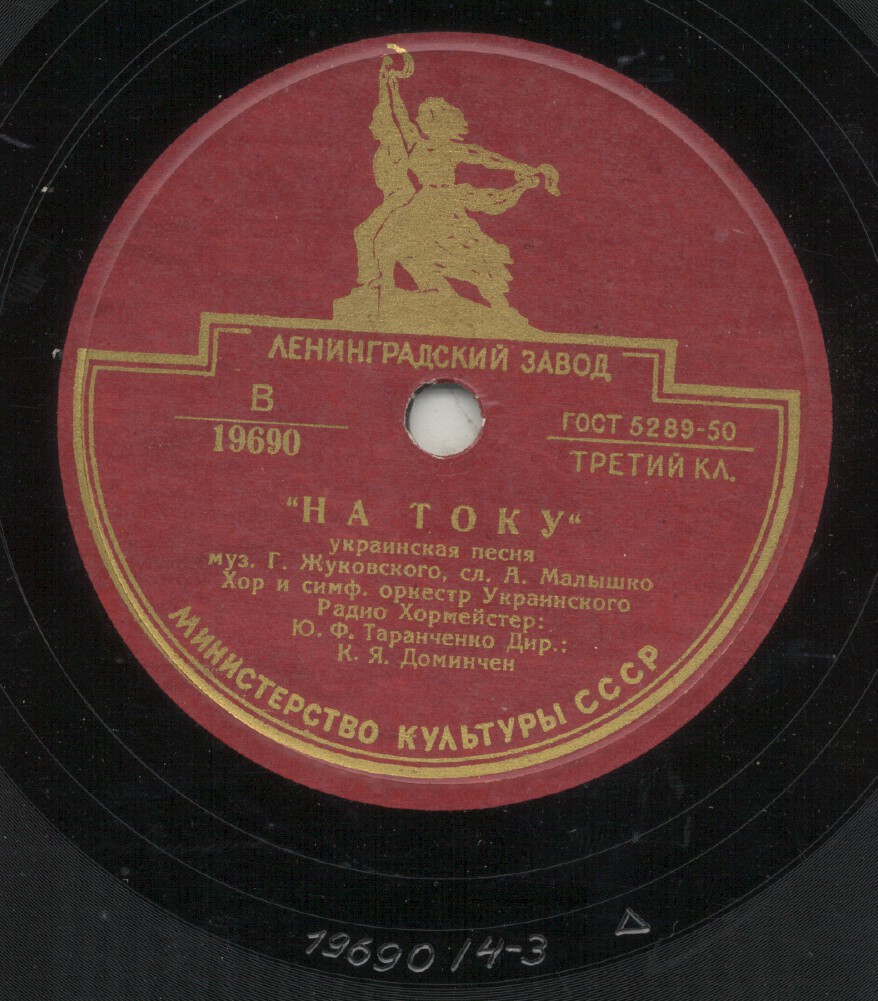 ЛЕНИНГРАДСКИЙ ЗАВОД
В
19690
ГОСТ 5289-50
ТРЕТИЙ КЛ.
"НА ТОКУ"
украинская песня
муз. Г. Жуковского, сл. А. Малышко
Хор и симф. оркестр Украинского
Радио Хормейстер:
Ю. Ф. Таранченко Дир.:
К. Я. Доминчен
МИНИСТЕРСТВО КУЛЬТУРЫ СССР
19690 / 4-3